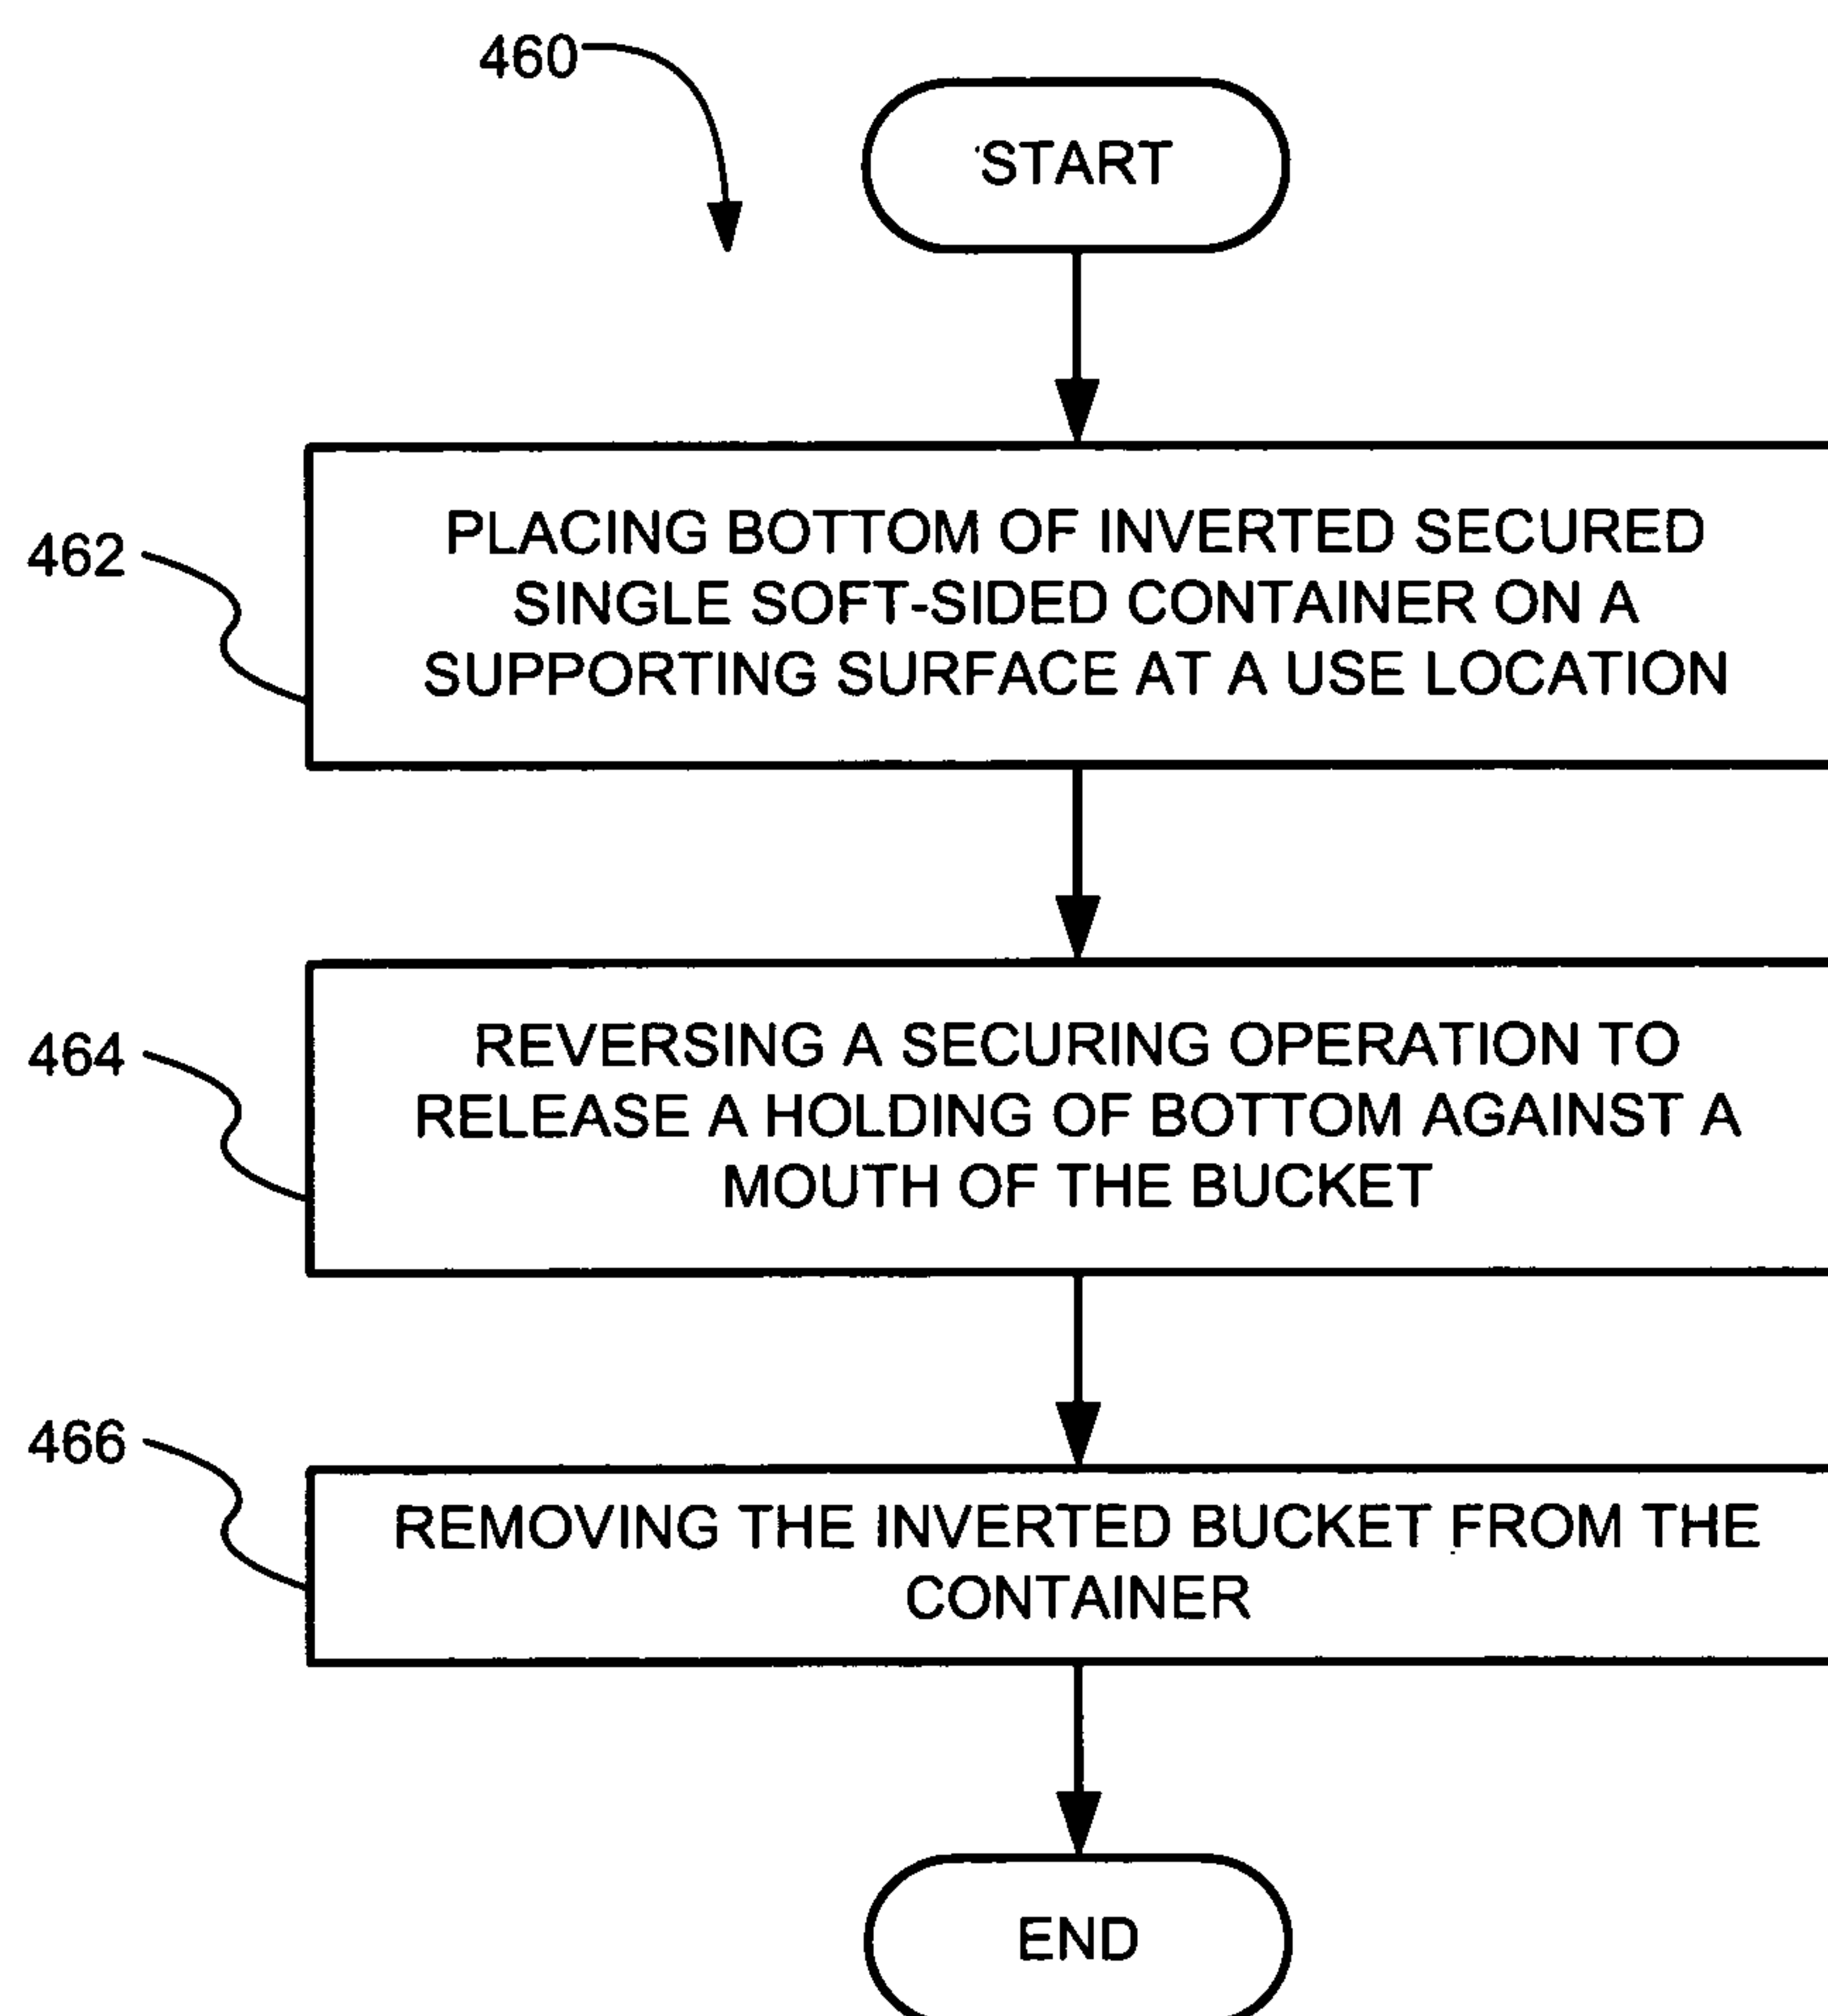 460
START
462
PLACING BOTTOM OF INVERTED SECURED
SINGLE SOFT-SIDED CONTAINER ON A
SUPPORTING SURFACE AT A USE LOCATION
464
REVERSING A SECURING OPERATION TO
RELEASE A HOLDING OF BOTTOM AGAINST A
MOUTH OF THE BUCKET
466
REMOVING THE INVERTED BUCKET FROM THE
CONTAINER
END